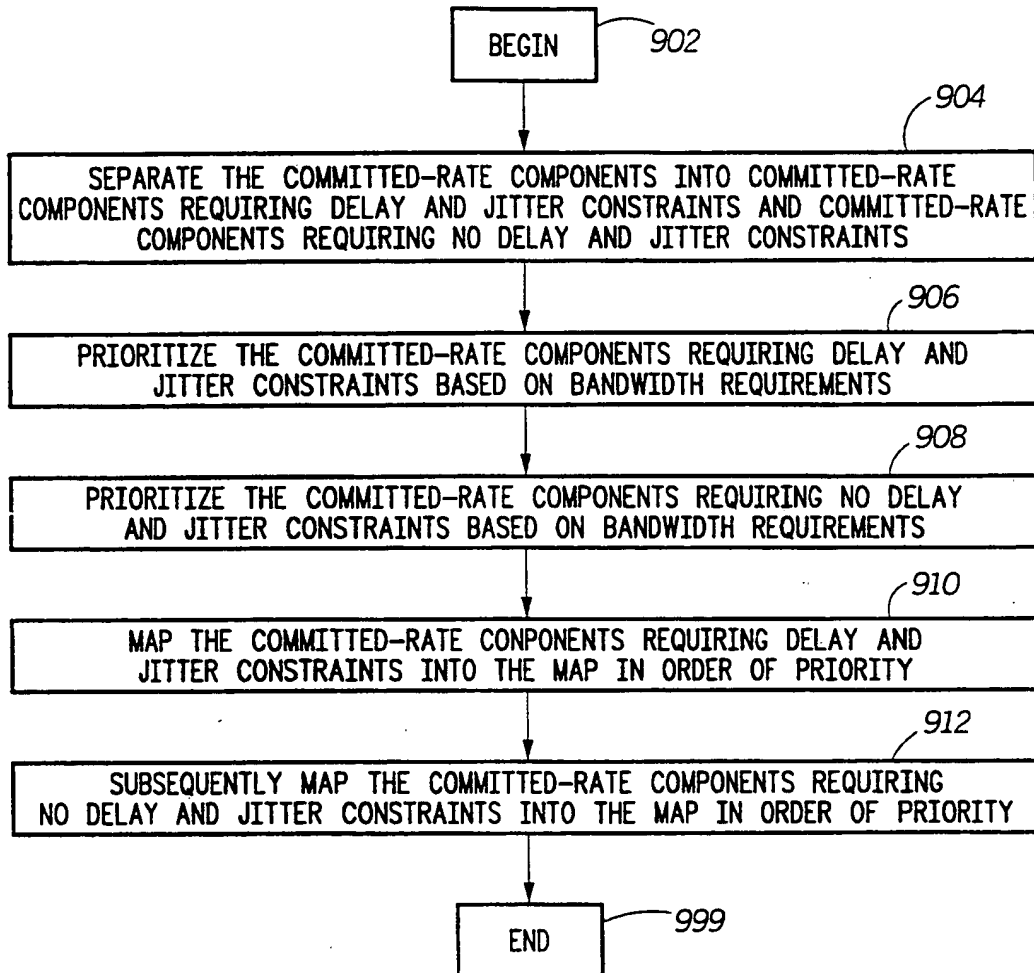 BEGIN
902
904
SEPARATE THE COMMITTED-RATE COMPONENTS INTO COMMITTED-RATE
COMPONENTS REQUIRING DELAY AND JITTER CONSTRAINTS AND COMMITTED-RATE
COMPONENTS REQUIRING NO DELAY AND JITTER CONSTRAINTS
906
PRIORITIZE THE COMMITTED-RATE COMPONENTS REQUIRING DELAY AND
JITTER CONSTRAINTS BASED ON BANDWIDTH REQUIREMENTS
908
PRIORITIZE THE COMMITTED-RATE COMPONENTS REQUIRING NO DELAY
AND JITTER CONSTRAINTS BASED ON BANDWIDTH REQUIREMENTS
910
MAP THE COMMITTED-RATE CONPONENTS REQUIRING DELAY AND
JITTER CONSTRAINTS INTO THE MAP IN ORDER OF PRIORITY
912
SUBSEQUENTLY MAP THE COMMITTED-RATE COMPONENTS REQUIRING
NO DELAY AND JITTER CONSTRAINTS INTO THE MAP IN ORDER OF PRIORITY
END
999